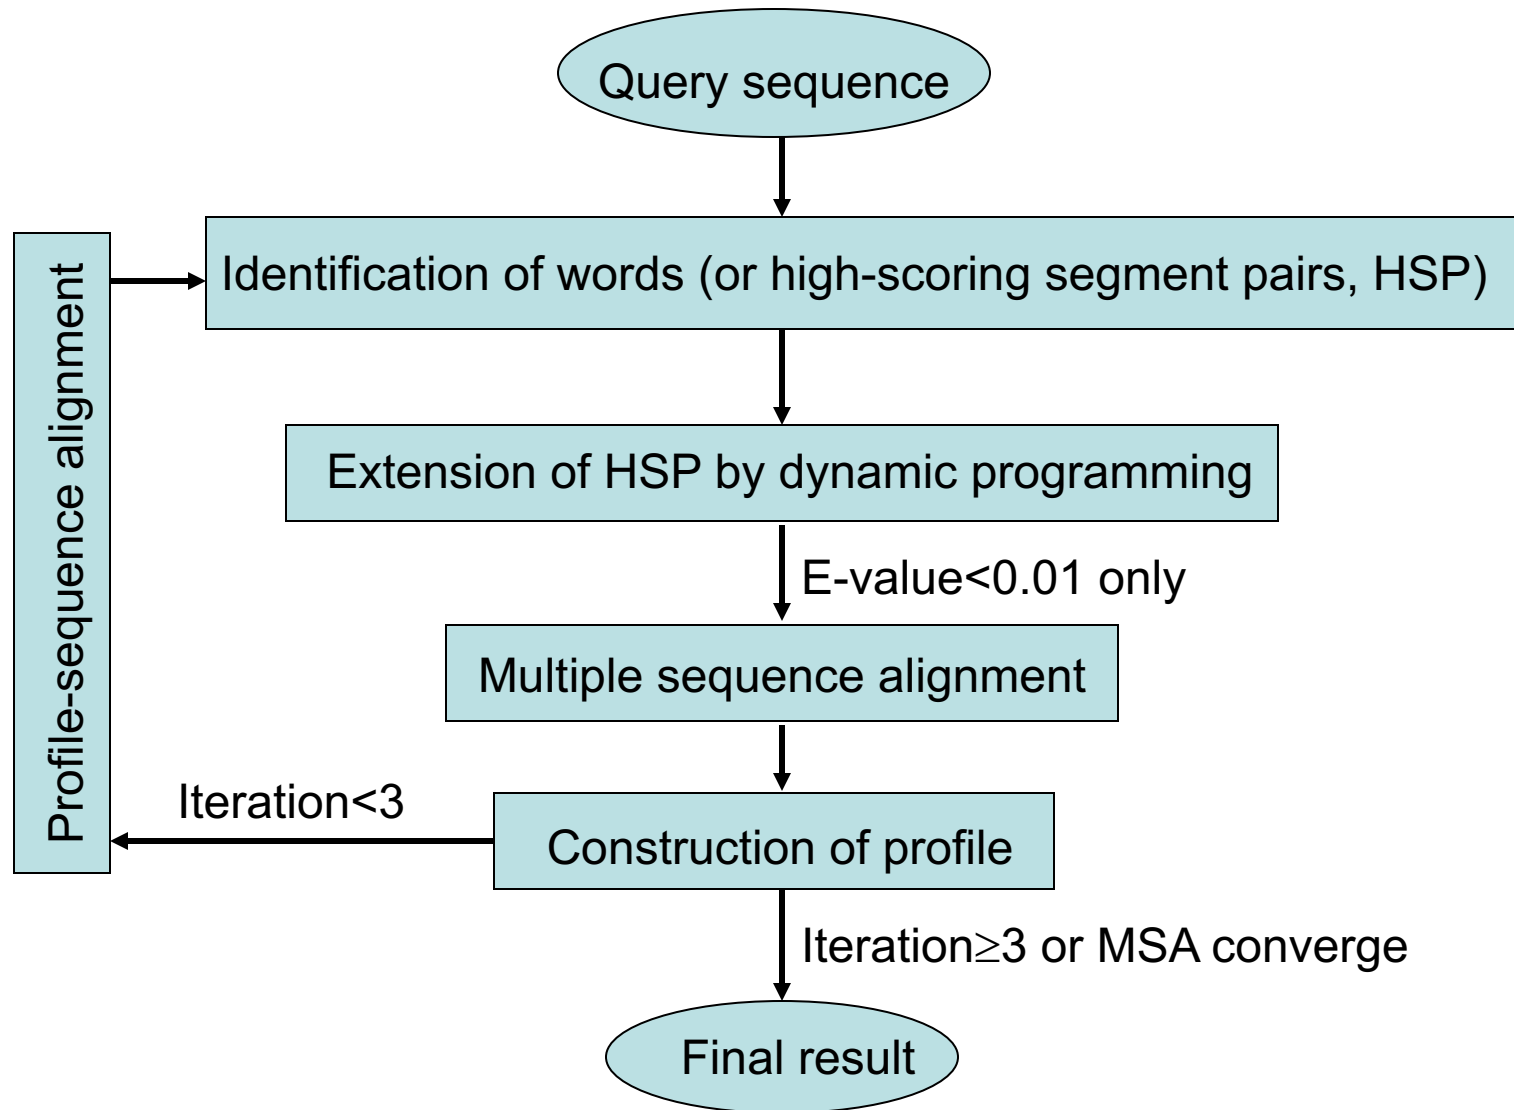 Query sequence
Identification of words (or high-scoring segment pairs, HSP)
Extension of HSP by dynamic programming
E-value<0.01 only
Multiple sequence alignment
Construction of profile
Iteration<3
Profile-sequence alignment
Iteration≥3 or MSA converge
Final result